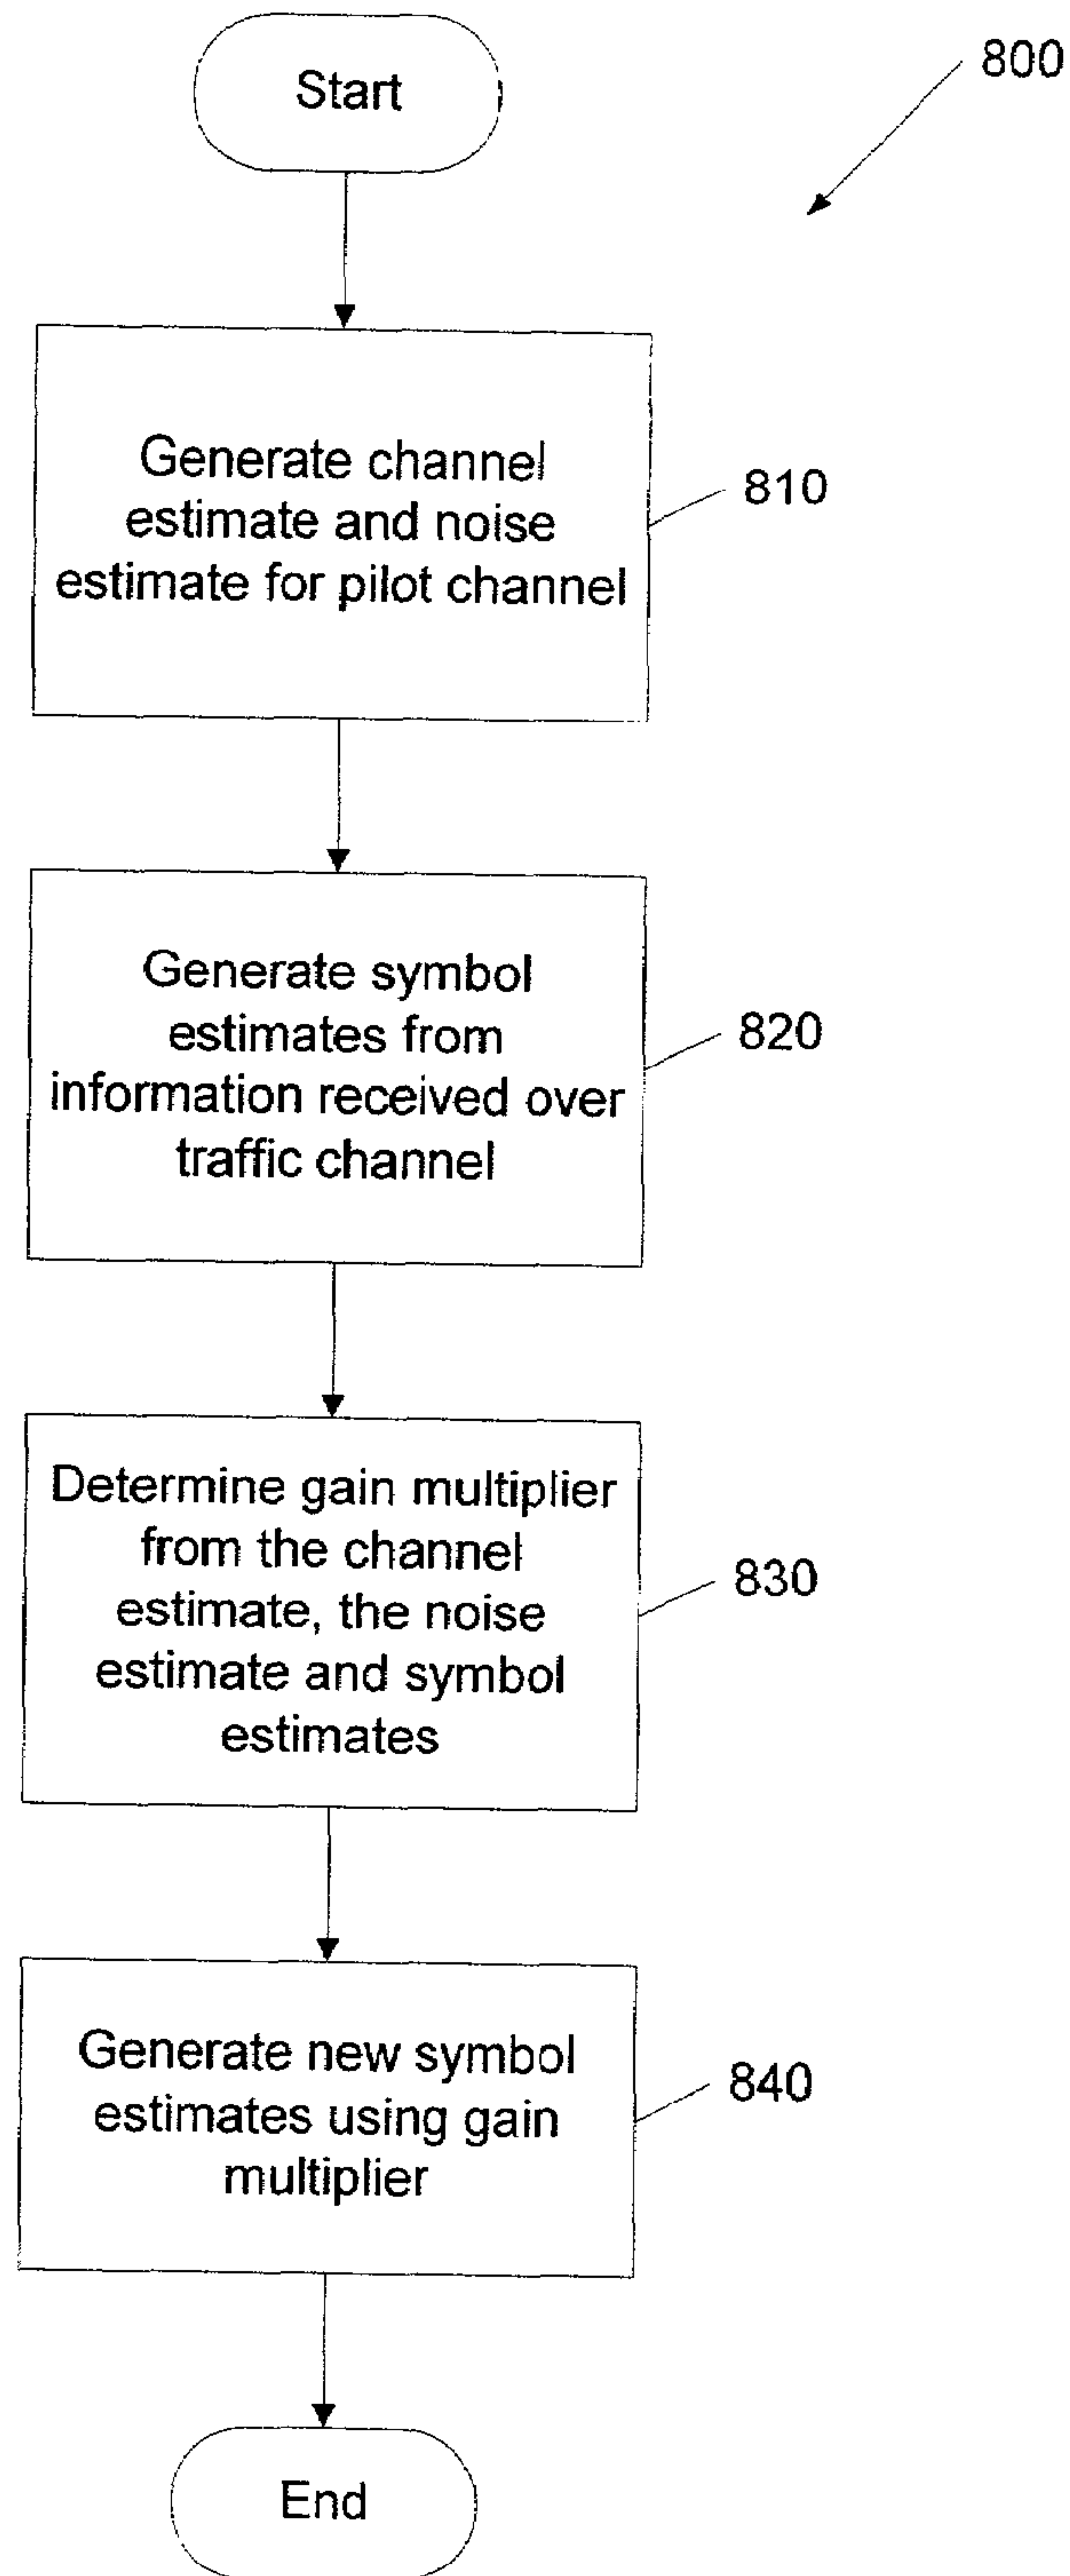 Start
800
Generate channel
estimate and noise
estimate for pilot channel
810
Generate symbol
estimates from
information received over
traffic channel
820
Determine gain multiplier
from the channel
estimate, the noise
estimate and symbol
estimates
830
Generate new symbol
estimates using gain
multiplier
840
End